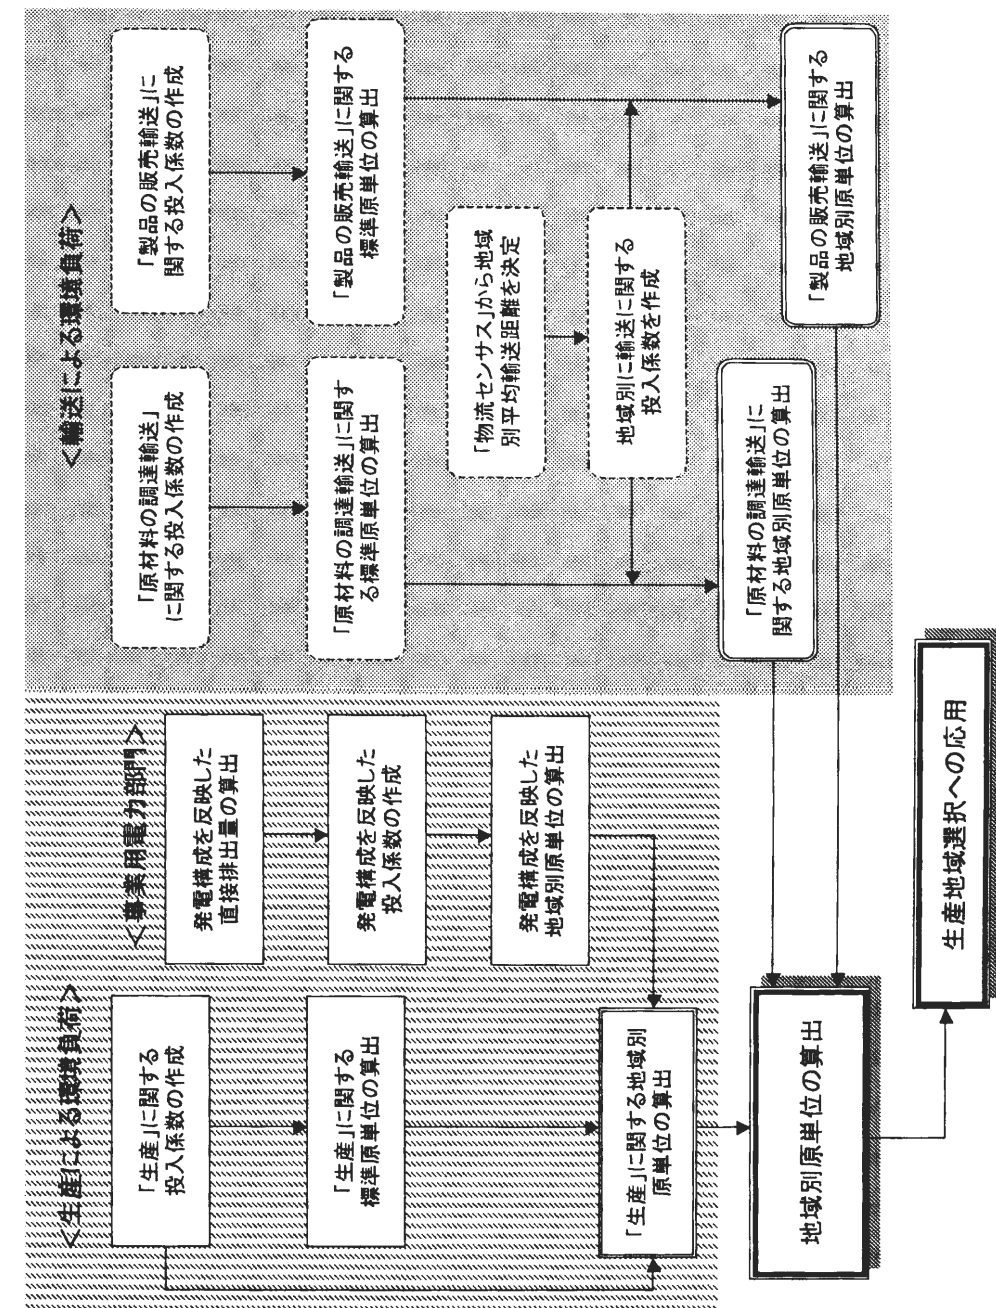 <生産による環境負荷>
「生産」に関する
投入係数の作成
「生産」に関する
標準原単位の算出
「生産」に関する地域別
原単位の算出
<事業用電力部門>
発電構成を反映した
直接排出量の算出
発電構成を反映した
投入係数の作成
発電構成を反映した
地域別原単位の算出
<輸送による環境負荷>
「原材料の調達輸送」
に関する投入係数の作成
「原材料の調達輸送」に関す
る標準原単位の算出
「製品の販売輸送」に
関する投入係数の作成
「製品の販売輸送」に関する
標準原単位の算出
「物流センサス」から地域
別平均輸送距離を決定
地域別に輸送に関する
投入係数を作成
「原材料の調達輸送」に
関する地域別原単位の算出
「製品の販売輸送」に関する
地域別原単位の算出
地域別原単位の算出
生産地域選択への応用